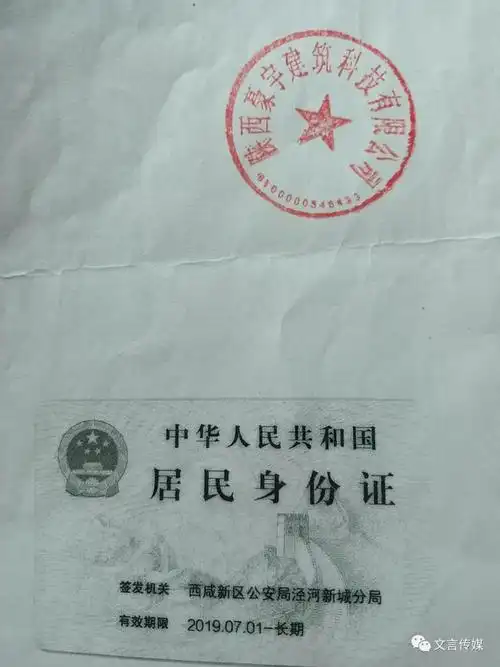 陕西豪宇建筑科技有限公司
中华人民共和国
居民身份证
签发机关 西咸新区公安局泾河新城分局
有效期限 2019.07.01-长期
文言传媒